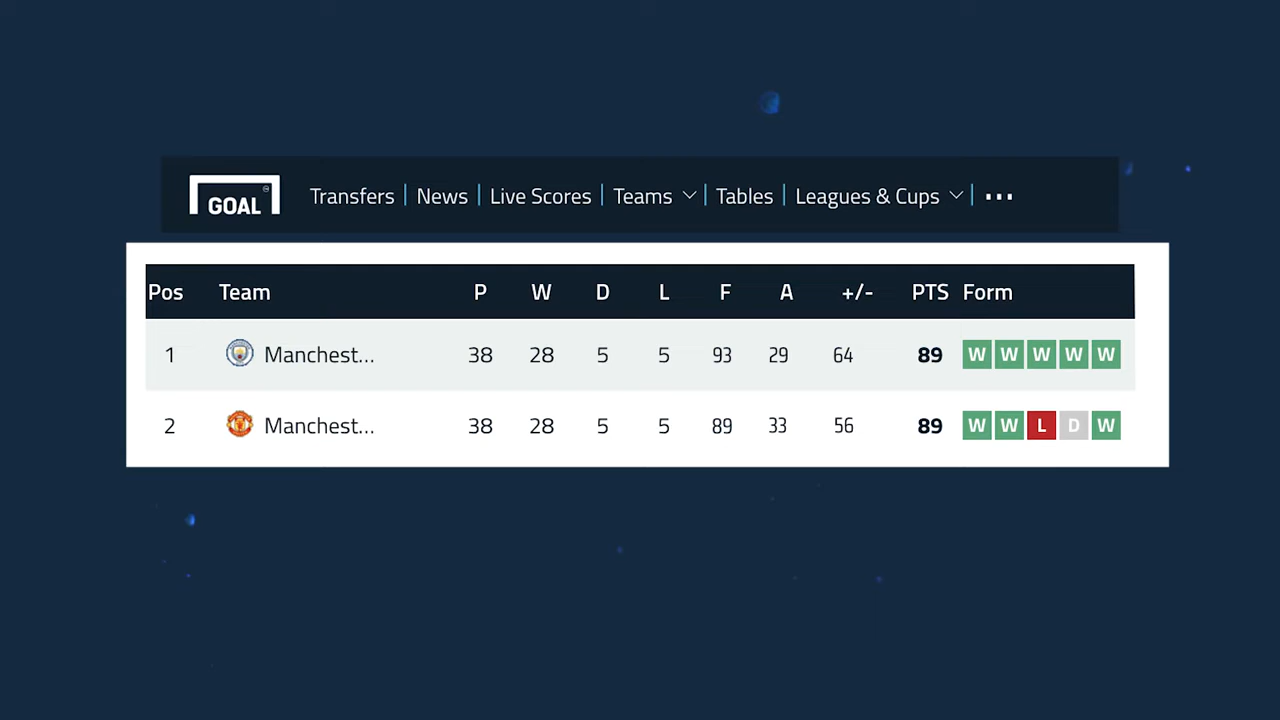 GOAL Transfers News Live Scores Teams Tables Leagues & Cups ...
Pos Team P W D L F A +/- PTS Form
1 Manchest... 38 28 5 5 93 29 64 89 W W W W W
2 Manchest... 38 28 5 5 89 33 56 89 W W L D W